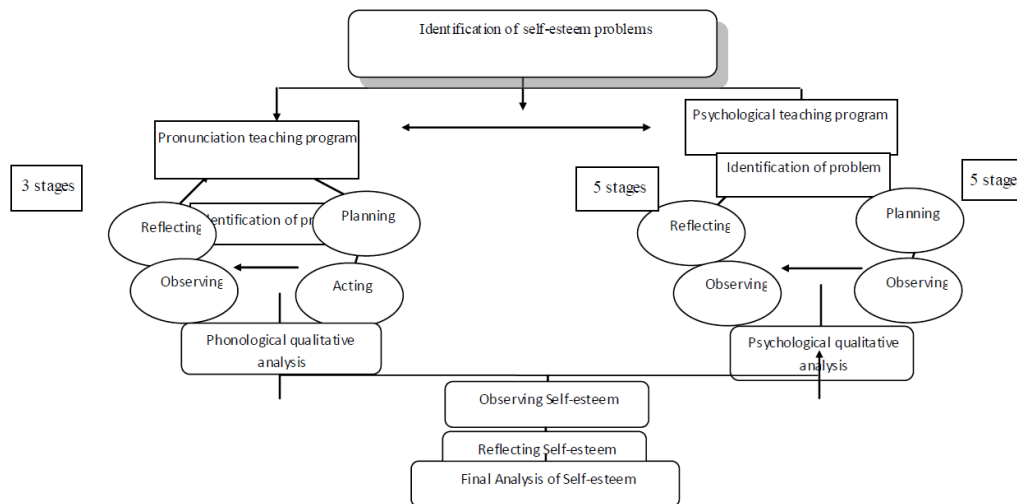 Identification of self-esteem problems
Pronunciation teaching program
Psychological teaching program
Identification of problem
3 stages
5 stages
5 stage
Planning
Reflecting
Identification of pr
Planning
Reflecting
Observing
Acting
Observing
Observing
Phonological qualitative
analysis
Psychological qualitative
analysis
Observing Self-esteem
Reflecting Self-esteem
Final Analysis of Self-esteem